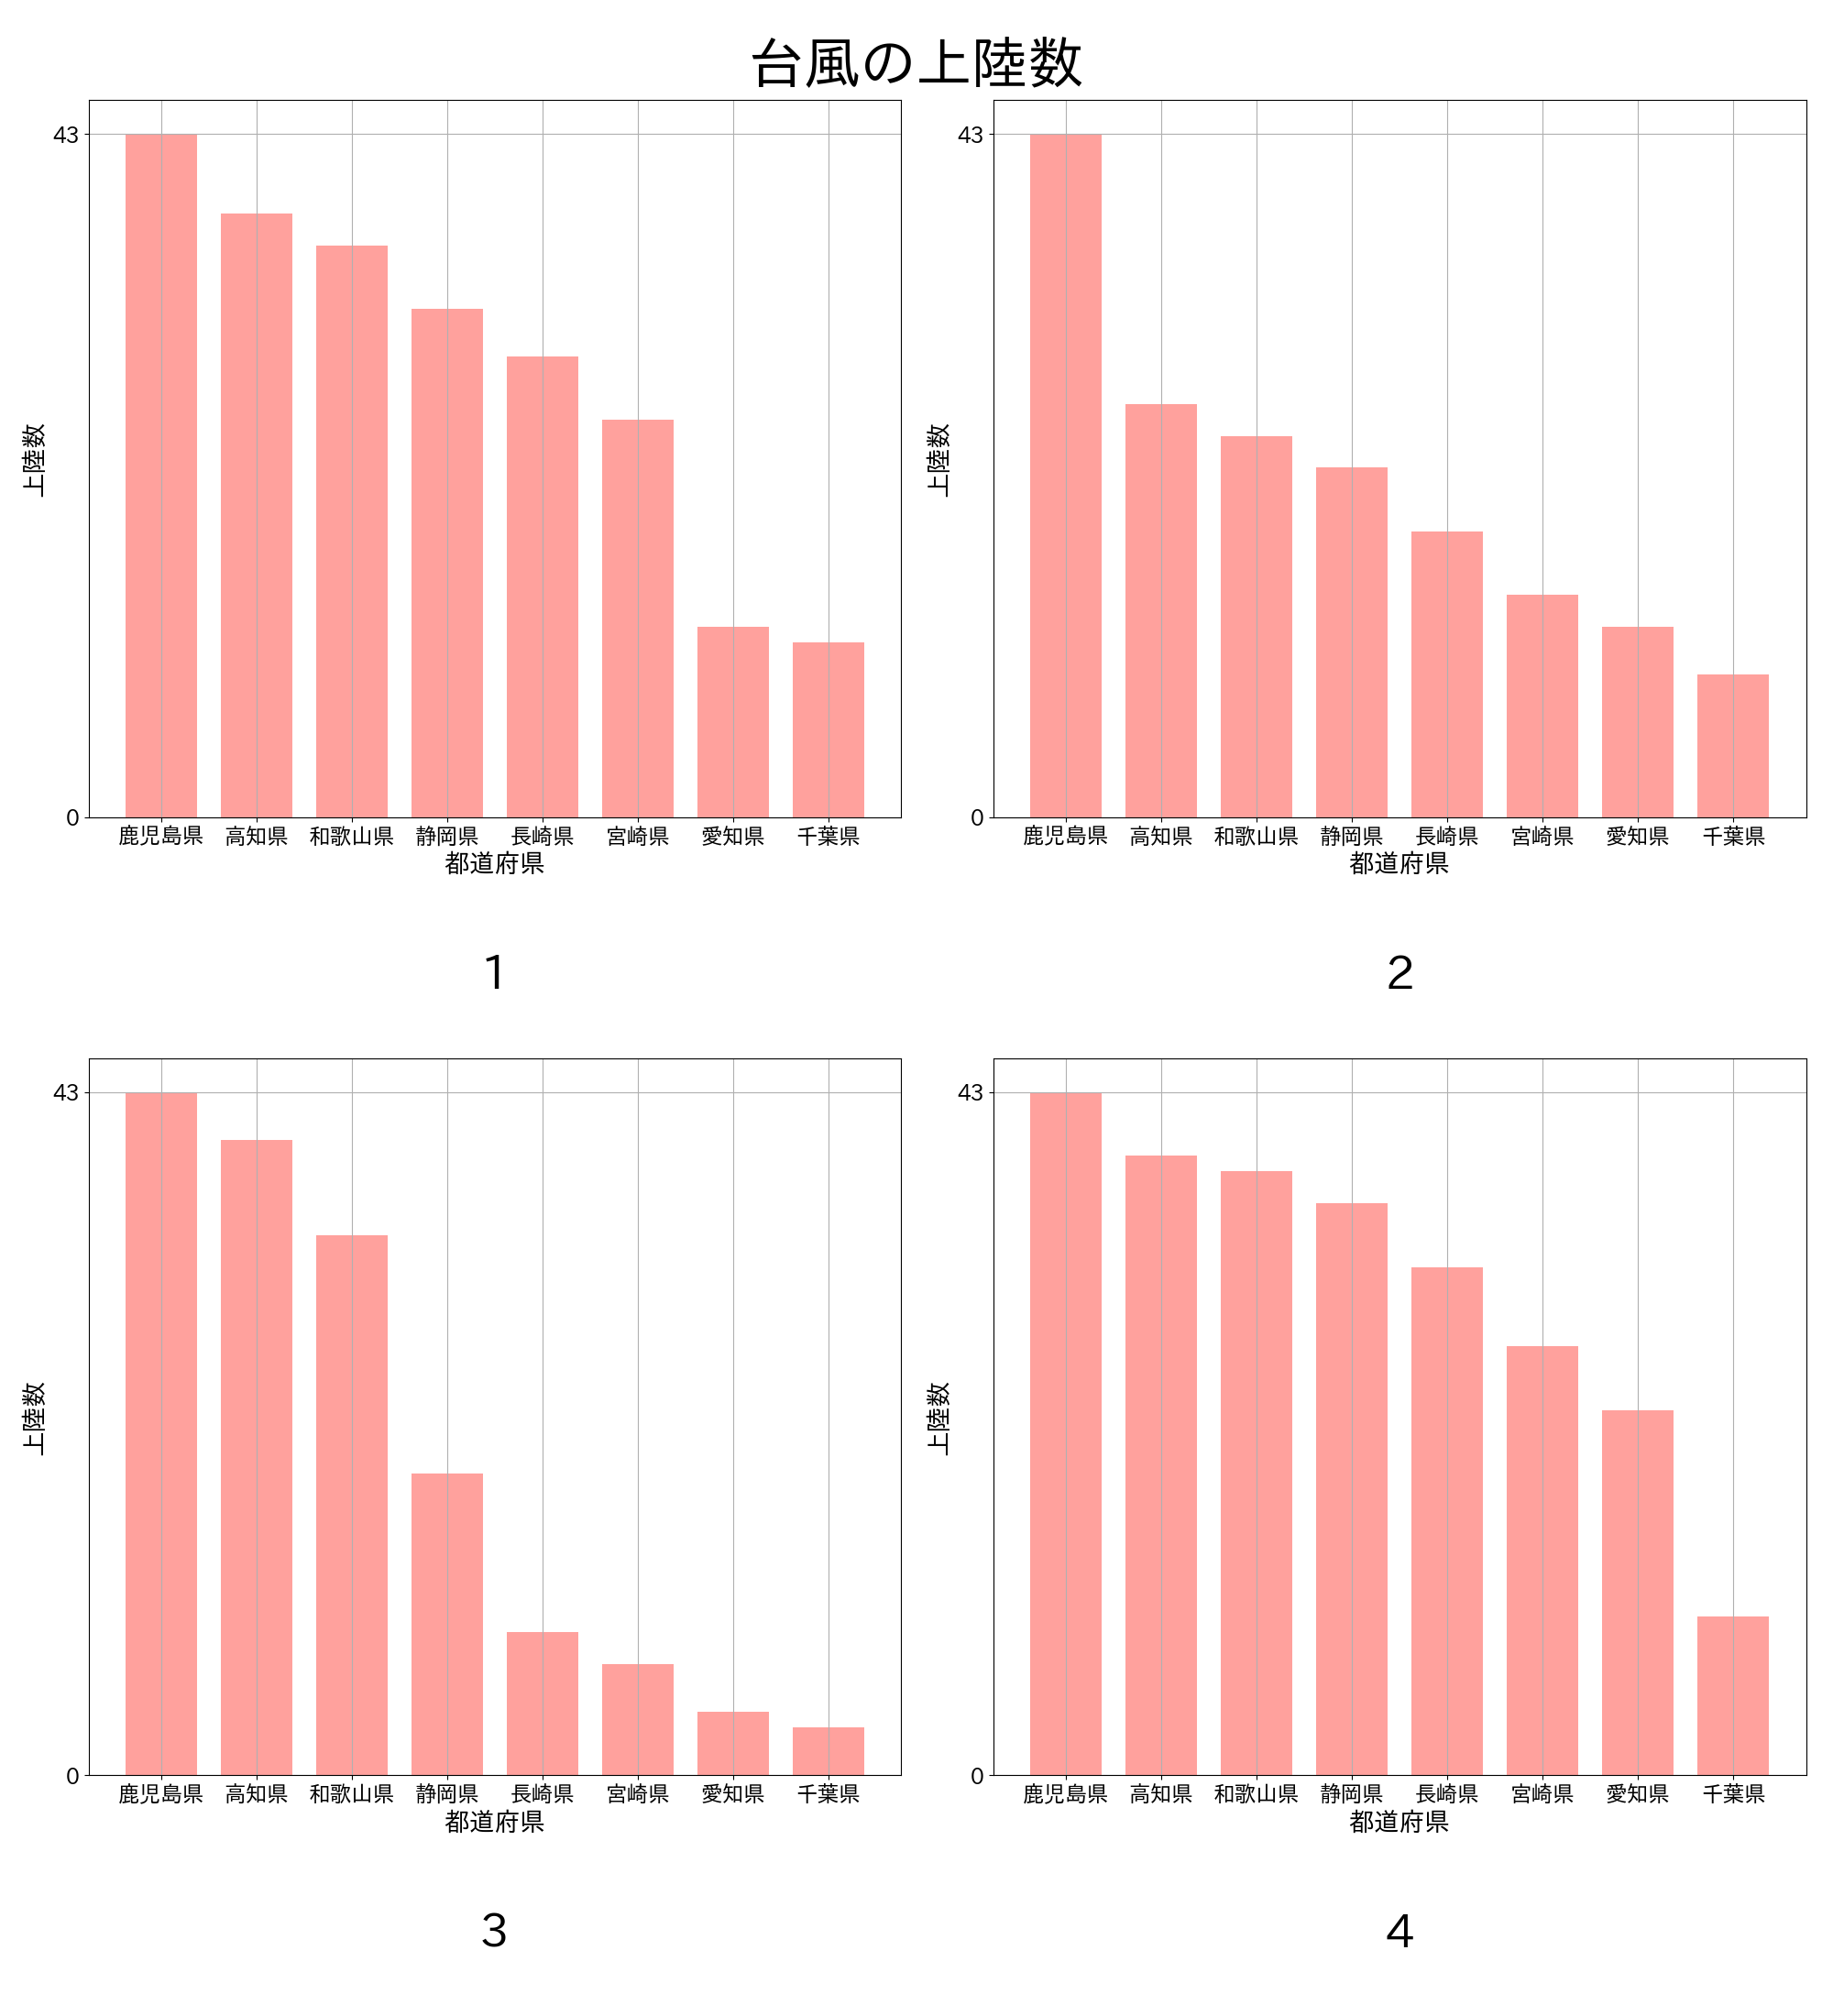 台風の上陸数
43
0
上陸数
鹿児島県 高知県 和歌山県 静岡県 長崎県 宮崎県 愛知県 千葉県
都道府県
1
43
0
上陸数
鹿児島県 高知県 和歌山県 静岡県 長崎県 宮崎県 愛知県 千葉県
都道府県
2
43
0
上陸数
鹿児島県 高知県 和歌山県 静岡県 長崎県 宮崎県 愛知県 千葉県
都道府県
3
43
0
上陸数
鹿児島県 高知県 和歌山県 静岡県 長崎県 宮崎県 愛知県 千葉県
都道府県
4